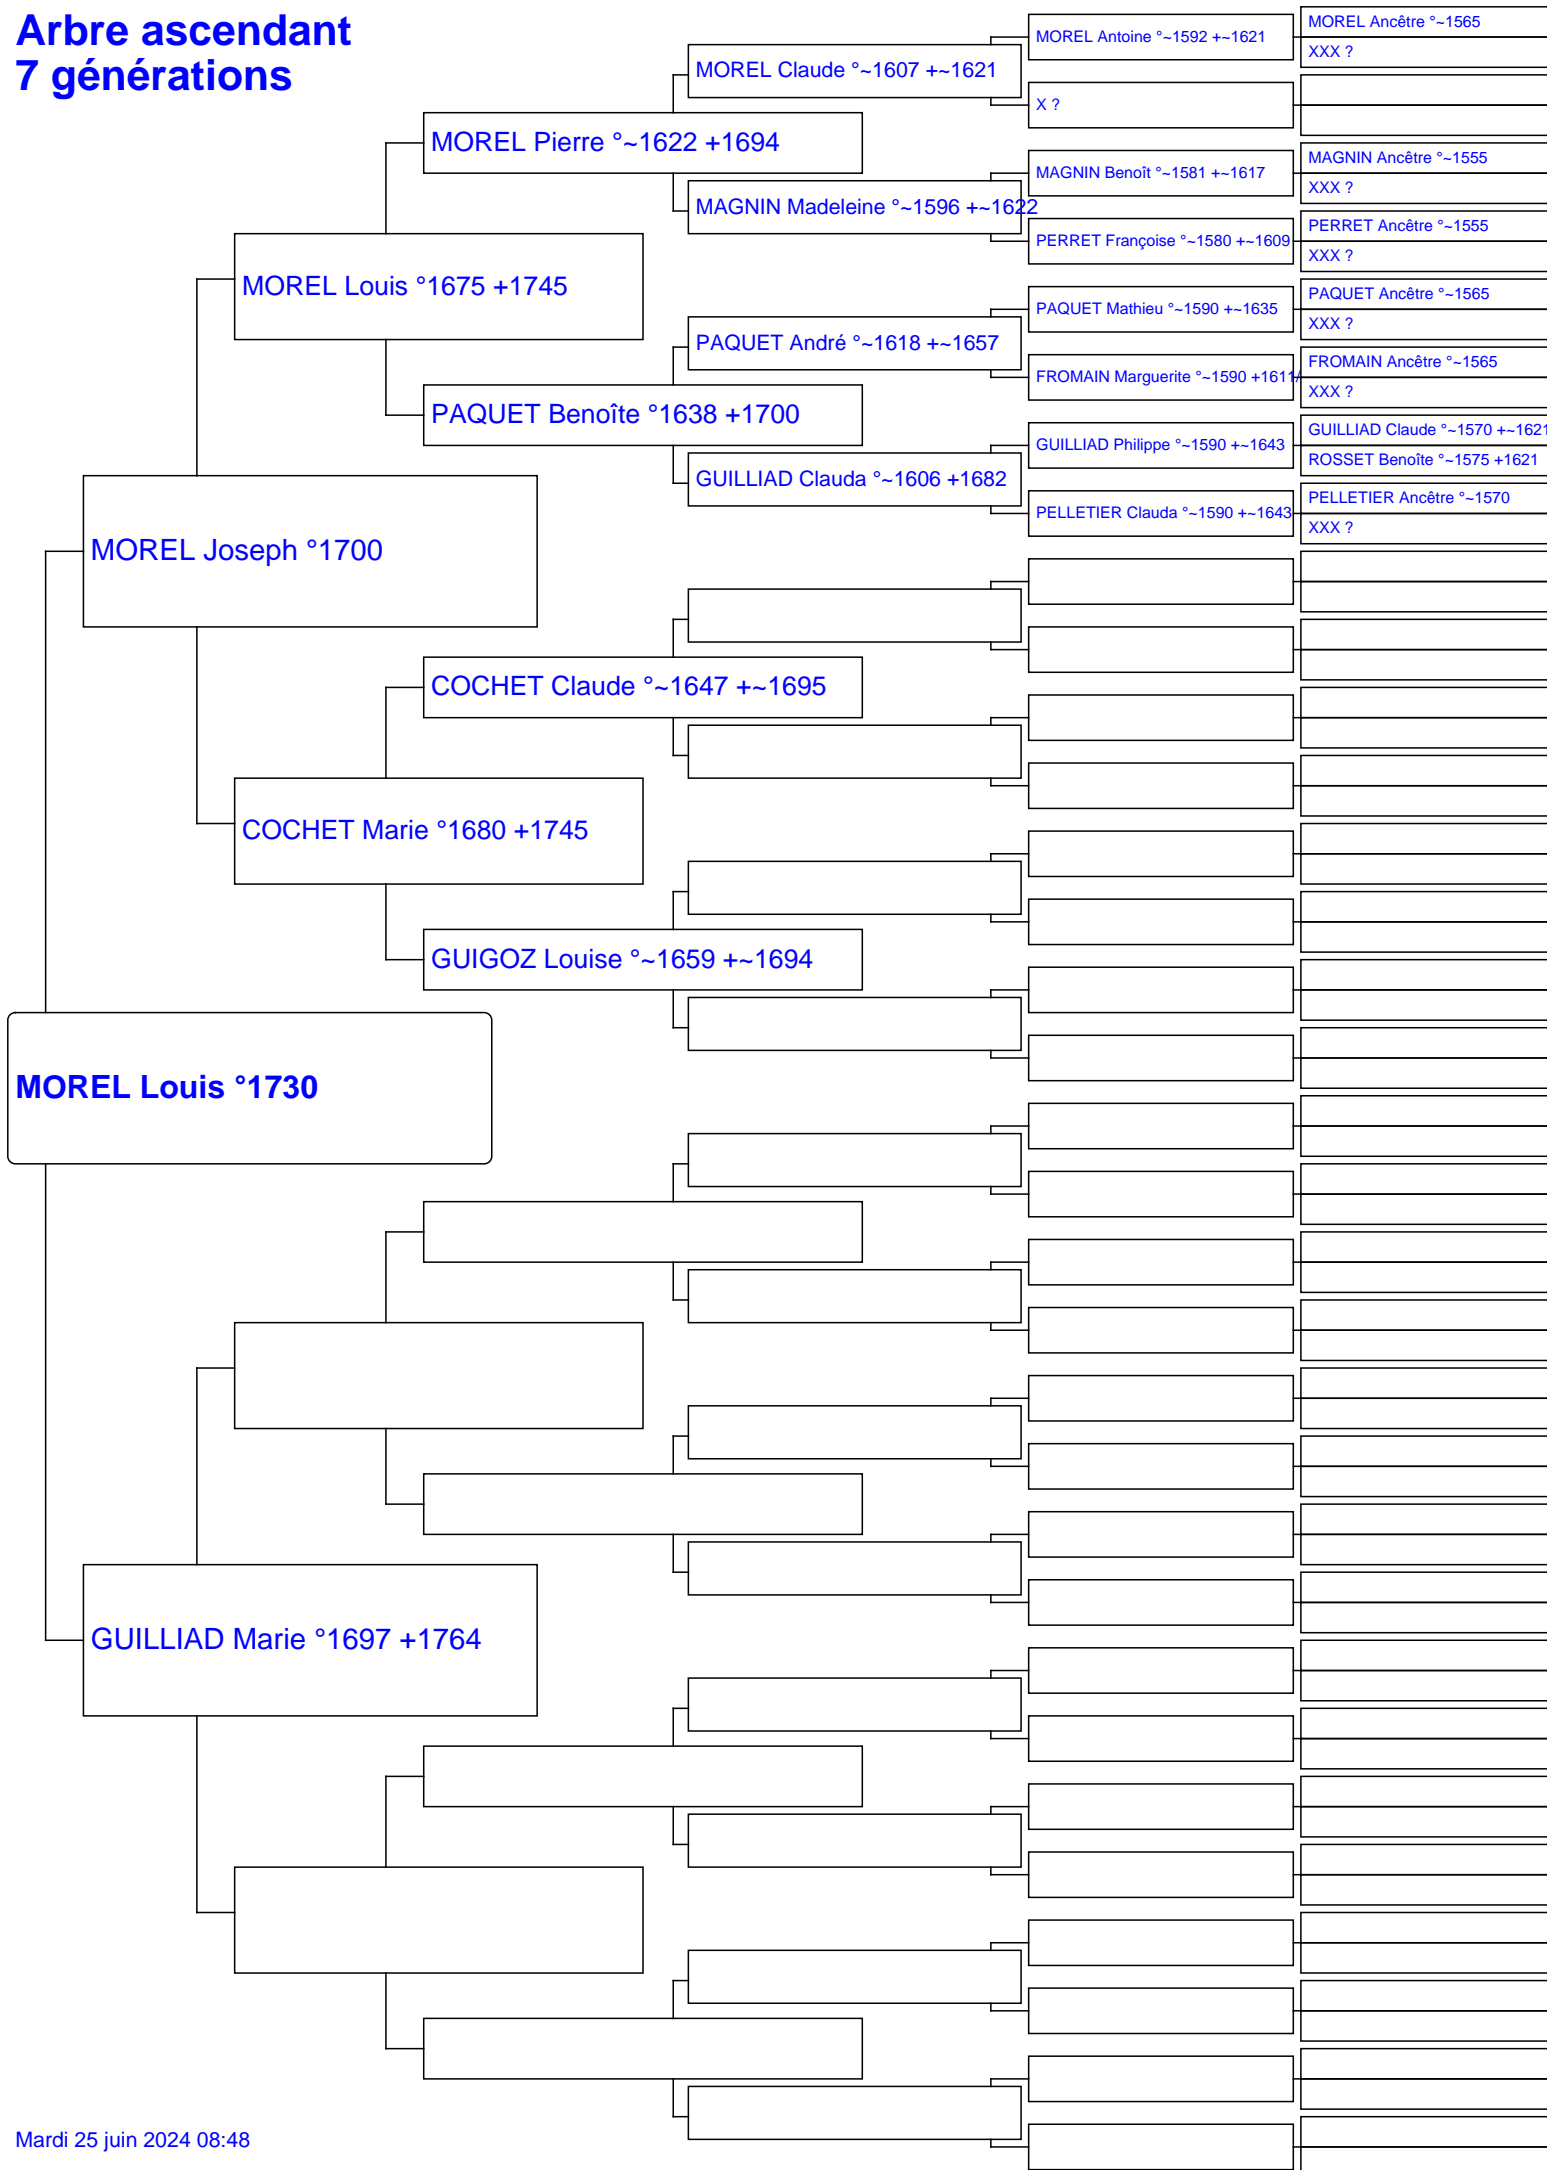 Arbre ascendant
7 générations
MOREL Antoine °~1592 +~1621
MOREL Ancêtre °~1565
XXX ?
MOREL Claude °~1607 +~1621
X ?
MOREL Pierre °~1622 +1694
MAGNIN Benoît °~1581 +~1617
MAGNIN Ancêtre °~1555
XXX ?
MAGNIN Madeleine °~1596 +~1622
PERRET Françoise °~1580 +~1609
PERRET Ancêtre °~1555
XXX ?
MOREL Louis °1675 +1745
PAQUET Mathieu °~1590 +~1635
PAQUET Ancêtre °~1565
XXX ?
PAQUET André °~1618 +~1657
FROMAIN Marguerite °~1590 +1611/
FROMAIN Ancêtre °~1565
XXX ?
PAQUET Benoîte °1638 +1700
GUILLIAD Philippe °~1590 +~1643
GUILLIAD Claude °~1570 +~1621
ROSSET Benoîte °~1575 +1621
GUILLIAD Clauda °~1606 +1682
PELLETIER Clauda °~1590 +~1643
PELLETIER Ancêtre °~1570
XXX ?
MOREL Joseph °1700
COCHET Claude °~1647 +~1695
COCHET Marie °1680 +1745
GUIGOZ Louise °~1659 +~1694
MOREL Louis °1730
GUILLIAD Marie °1697 +1764
Mardi 25 juin 2024 08:48